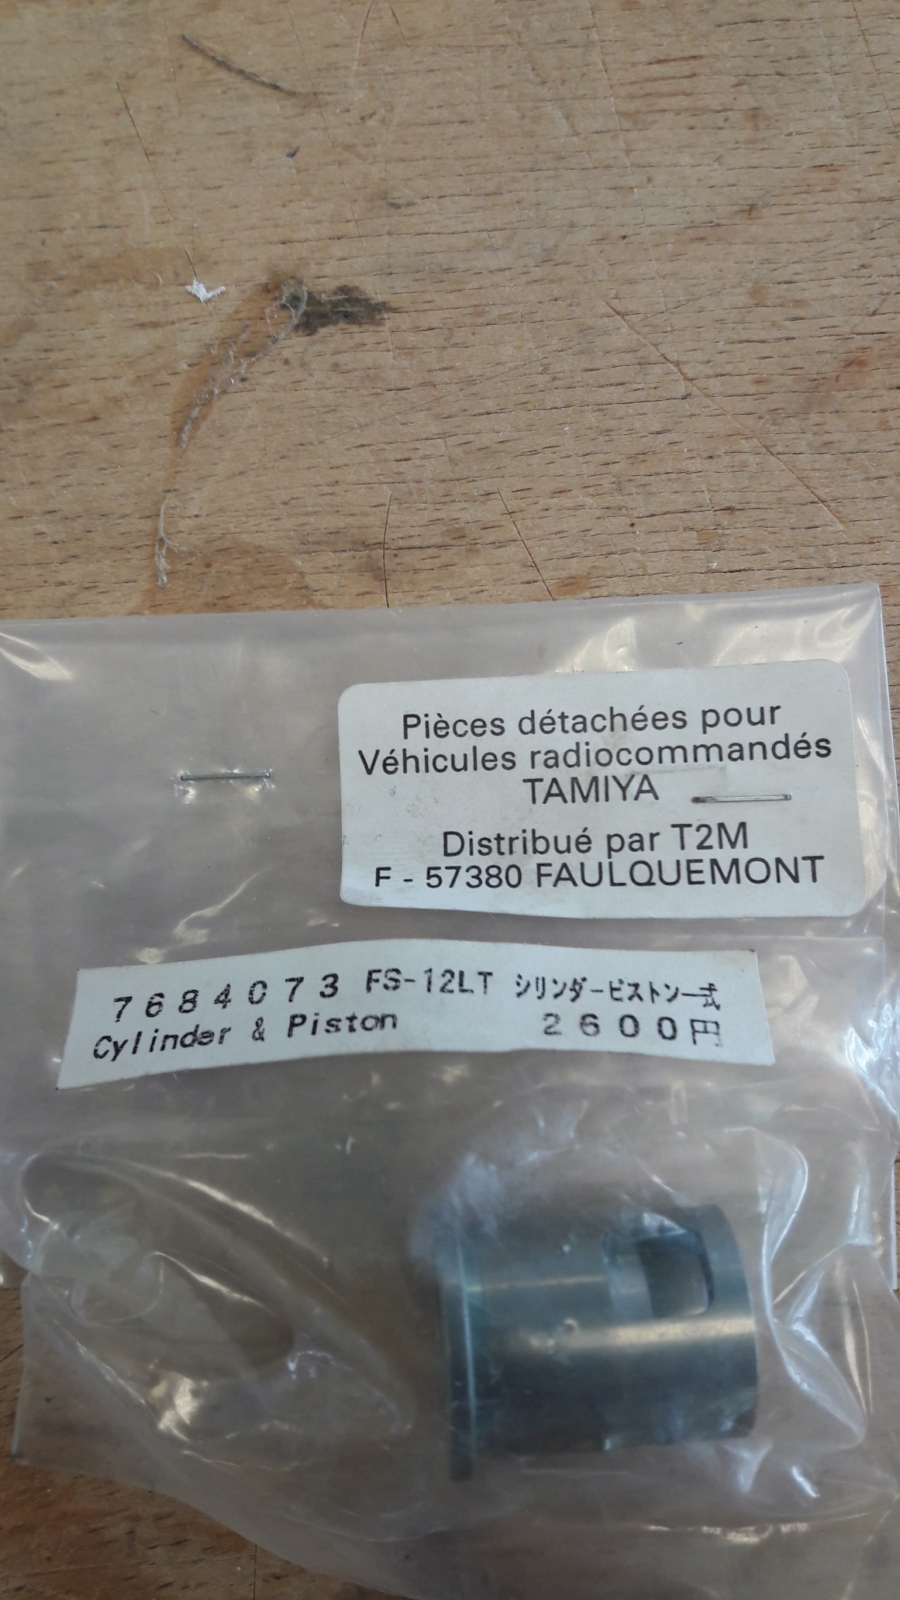 Pièces détachées pour
Véhicules radiocommandés
TAMIYA
Distribué par T2M
F - 57380 FAULQUEMONT
7684073 FS-12LT シリンダーピストン一式
Cylinder & Piston 2600円